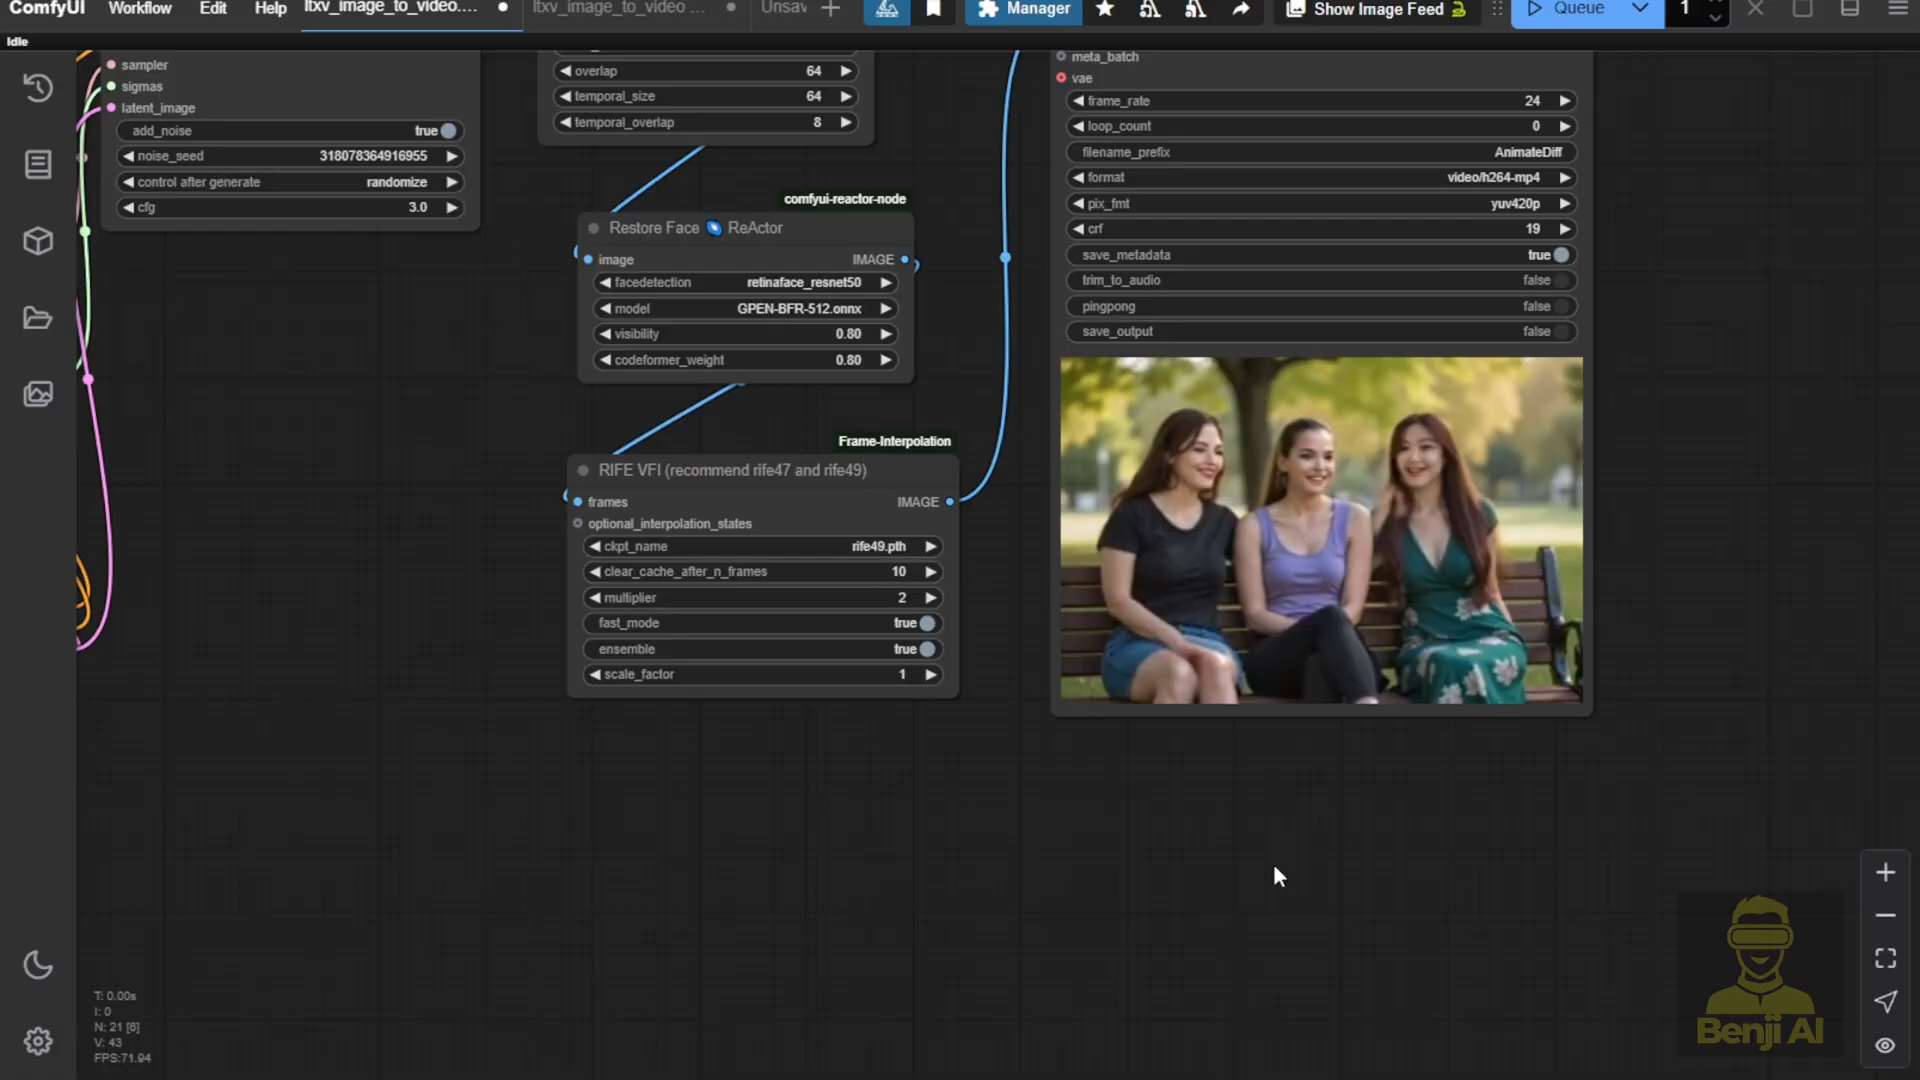 ComfyUI Workflow Edit Help ltxv_image_to_video.... ltxv_image_to_video ... Unsav Manager Show Image Feed Queue 1
Idle
sampler
sigmas
latent_image
add_noise true
noise_seed 318078364916955
control after generate randomize
cfg 3.0
overlap 64
temporal_size 64
temporal_overlap 8
comfyui-reactor-node
Restore Face ReActor
image IMAGE
facedetection retinaface_resnet50
model GPEN-BFR-512.onnx
visibility 0.80
codeformer_weight 0.80
Frame-Interpolation
RIFE VFI (recommend rife47 and rife49)
frames IMAGE
optional_interpolation_states
ckpt_name rife49.pth
clear_cache_after_n_frames 10
multiplier 2
fast_mode true
ensemble true
scale_factor 1
meta_batch
vae
frame_rate 24
loop_count 0
filename_prefix AnimateDiff
format video/h264-mp4
pix_fmt yuv420p
crf 19
save_metadata true
trim_to_audio false
pingpong false
save_output false
T: 0.00s
I: 0
N: 21 [6]
V: 43
FPS:71.94
Benji AI